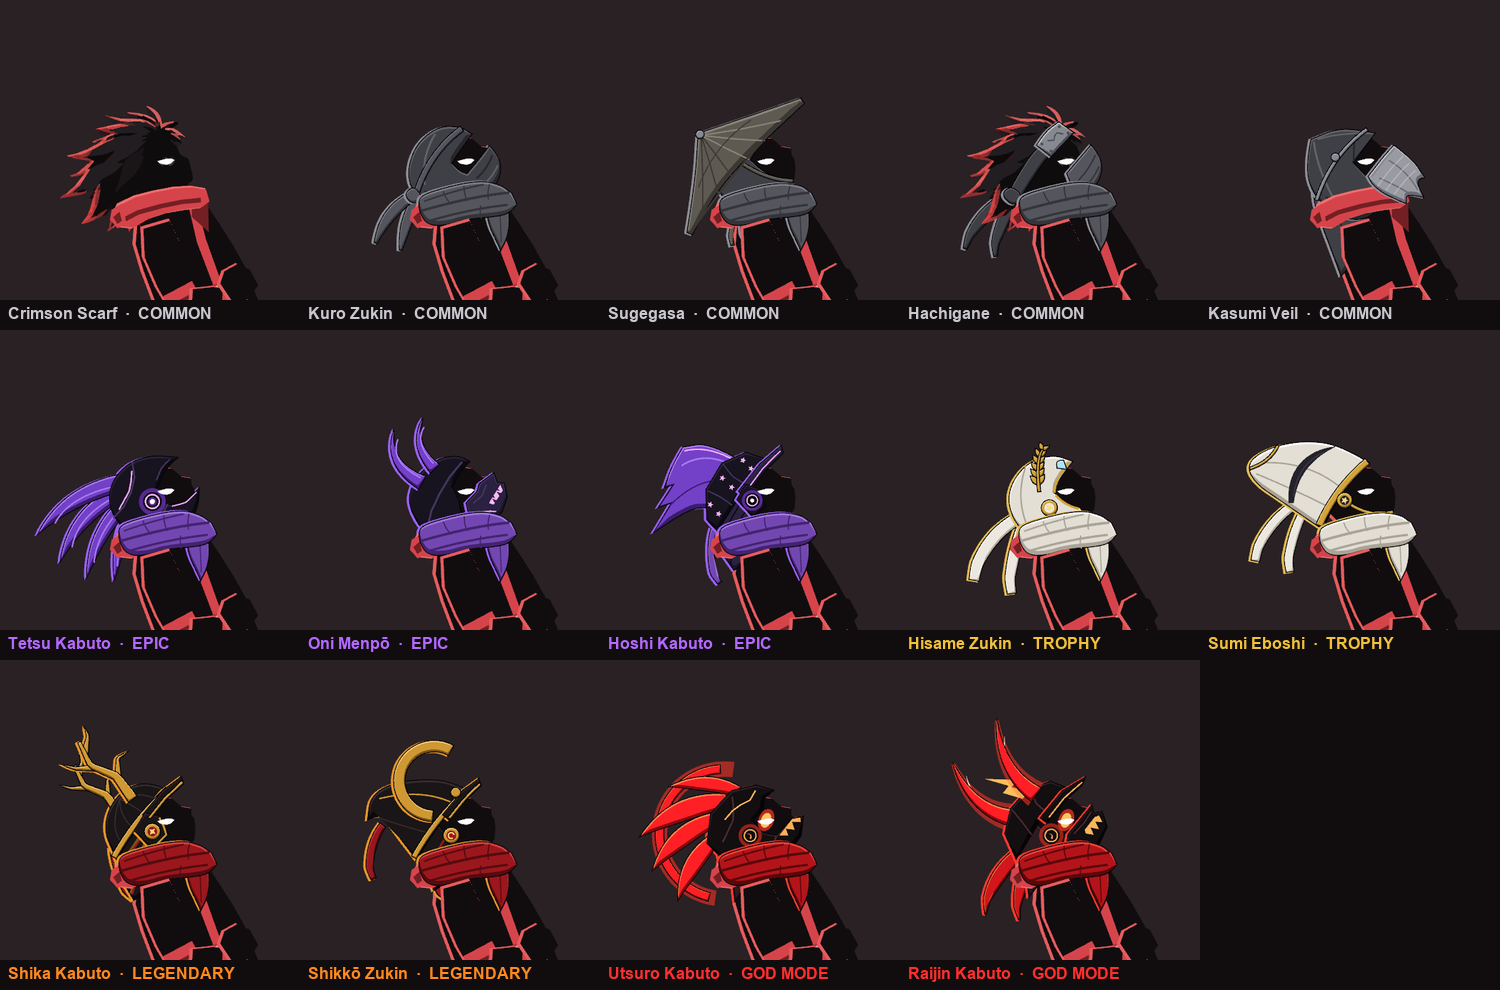 Crimson Scarf · COMMON
Kuro Zukin · COMMON
Sugegasa · COMMON
Hachigane · COMMON
Kasumi Veil · COMMON
Tetsu Kabuto · EPIC
Oni Menpō · EPIC
Hoshi Kabuto · EPIC
Hisame Zukin · TROPHY
Sumi Eboshi · TROPHY
Shika Kabuto · LEGENDARY
Shikkō Zukin · LEGENDARY
Utsuro Kabuto · GOD MODE
Raijin Kabuto · GOD MODE